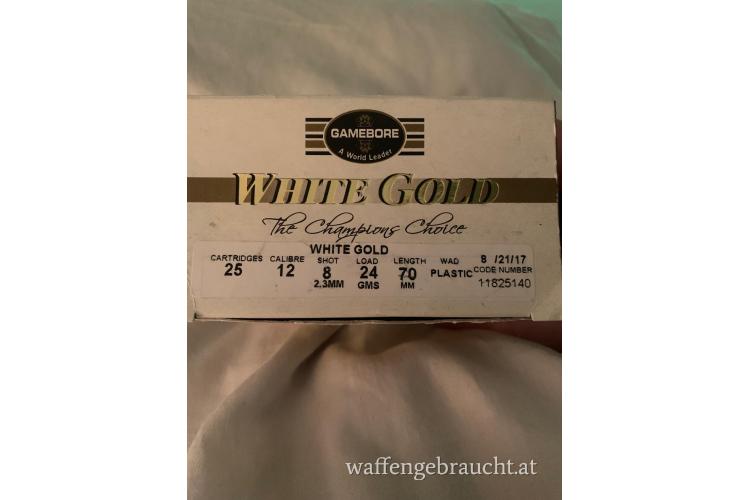 GAMEBORE
A World Leader
WHITE GOLD
The Champions Choice
WHITE GOLD
CARTRIDGES CALIBRE SHOT LOAD LENGTH WAD 8 /21/17
25 12 8 24 70 PLASTIC CODE NUMBER
2,3MM GMS MM 11825140
waffengebraucht.at